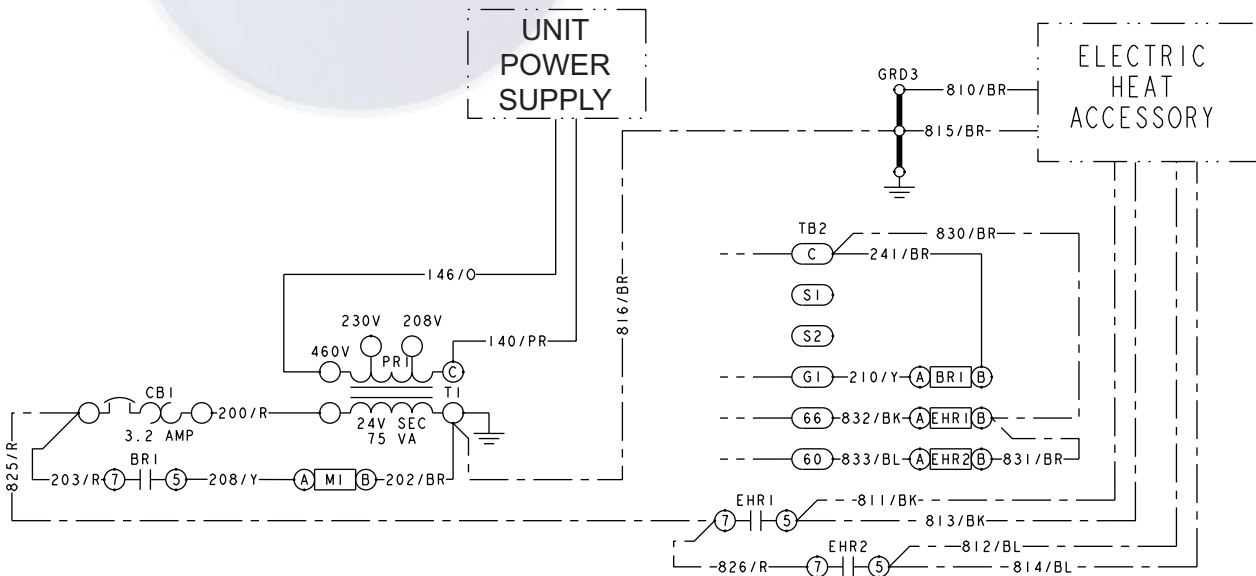 UNIT
POWER
SUPPLY
ELECTRIC
HEAT
ACCESSORY
GRD3
810/BR
815/BR
TB2
830/BR
C
241/BR
146/O
816/BR
S1
S2
230V 208V
140/PR
460V
PR1
C
G1 210/Y A BR1 B
CB1
T1
200/R
24V SEC
75 VA
3.2 AMP
66 832/BK A EHR1 B
825/R
BR1
203/R 7 5 208/Y A M1 B 202/BR
60 833/BL A EHR2 B 831/BR
EHR1
811/BK
7 5
813/BK
EHR2
812/BL
826/R 7 5
814/BL